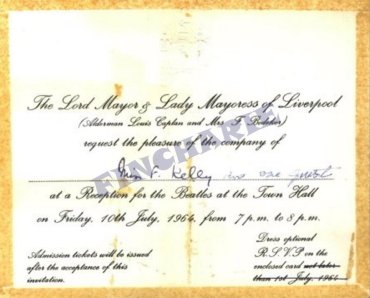 The Lord Mayor & Lady Mayoress of Liverpool
(Alderman Louis Caplan and Mrs. F. Bodeker)
request the pleasure of the company of
Miss F. Kelly and one guest
at a Reception for the Beatles at the Town Hall
on Friday, 10th July, 1964, from 7 p.m. to 8 p.m.
Admission tickets will be issued
after the acceptance of this
invitation.
Dress optional
R.S.V.P. on the
enclosed card not later
than 1st July, 1964
FINCHARIE